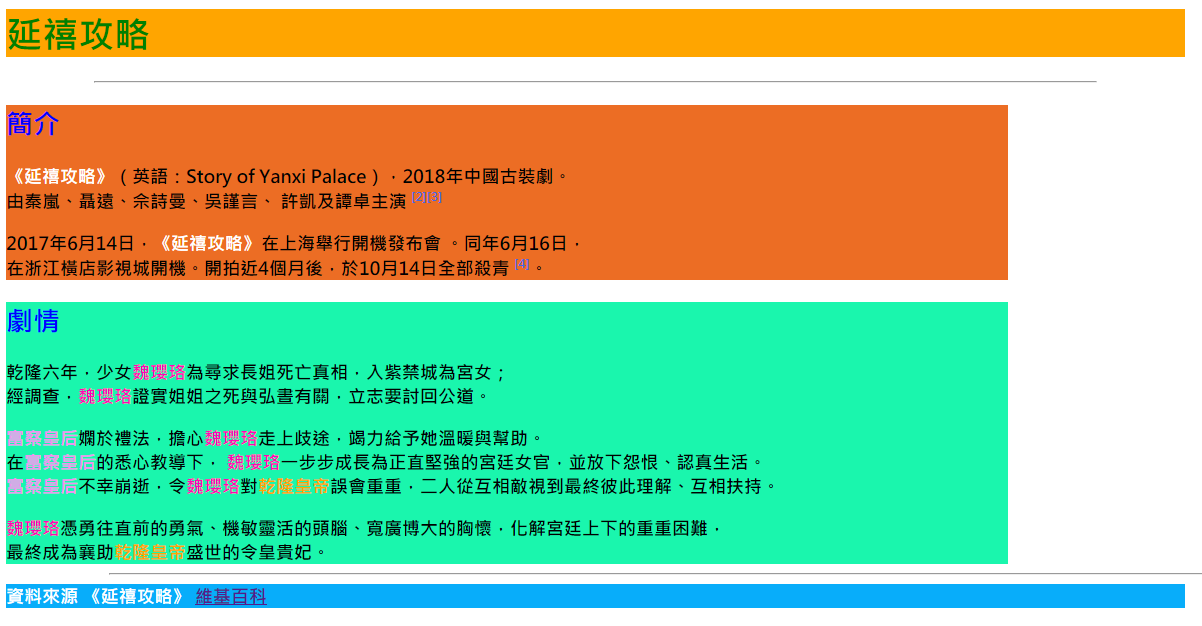 延禧攻略
簡介
《延禧攻略》（英語：Story of Yanxi Palace），2018年中國古裝劇。
由秦嵐、聶遠、佘詩曼、吳謹言、 許凱及譚卓主演 [2][3]
2017年6月14日，《延禧攻略》在上海舉行開機發布會 。同年6月16日，
在浙江橫店影視城開機。開拍近4個月後，於10月14日全部殺青 [4] 。
劇情
乾隆六年，少女魏瓔珞為尋求長姐死亡真相，入紫禁城為宮女；
經調查，魏瓔珞證實姐姐之死與弘晝有關，立志要討回公道。
富察皇后嫻於禮法，擔心魏瓔珞走上歧途，竭力給予她溫暖與幫助。
在富察皇后的悉心教導下， 魏瓔珞一步步成長為正直堅強的宮廷女官，並放下怨恨、認真生活。
富察皇后不幸崩逝，令魏瓔珞對乾隆皇帝誤會重重，二人從互相敵視到最終彼此理解、互相扶持。
魏瓔珞憑勇往直前的勇氣、機敏靈活的頭腦、寬廣博大的胸懷，化解宮廷上下的重重困難，
最終成為襄助乾隆皇帝盛世的令皇貴妃。
資料來源 《延禧攻略》 維基百科